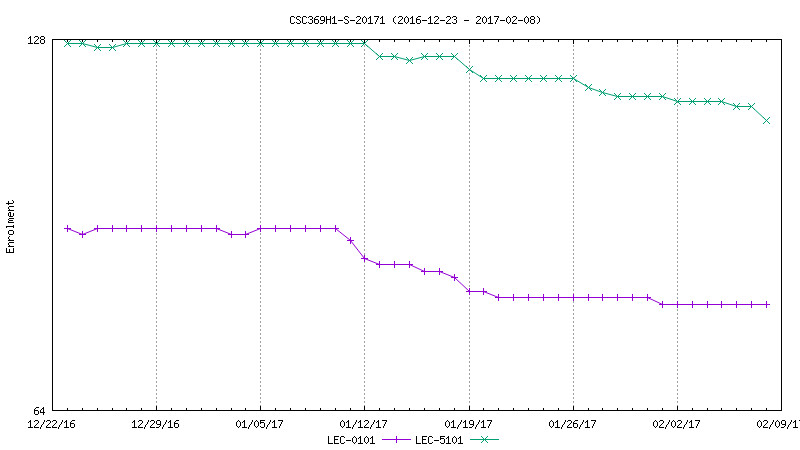 CSC369H1-S-20171 (2016-12-23 - 2017-02-08)
128
Enrolment
64
12/22/16 12/29/16 01/05/17 01/12/17 01/19/17 01/26/17 02/02/17 02/09/1
LEC-0101 LEC-5101